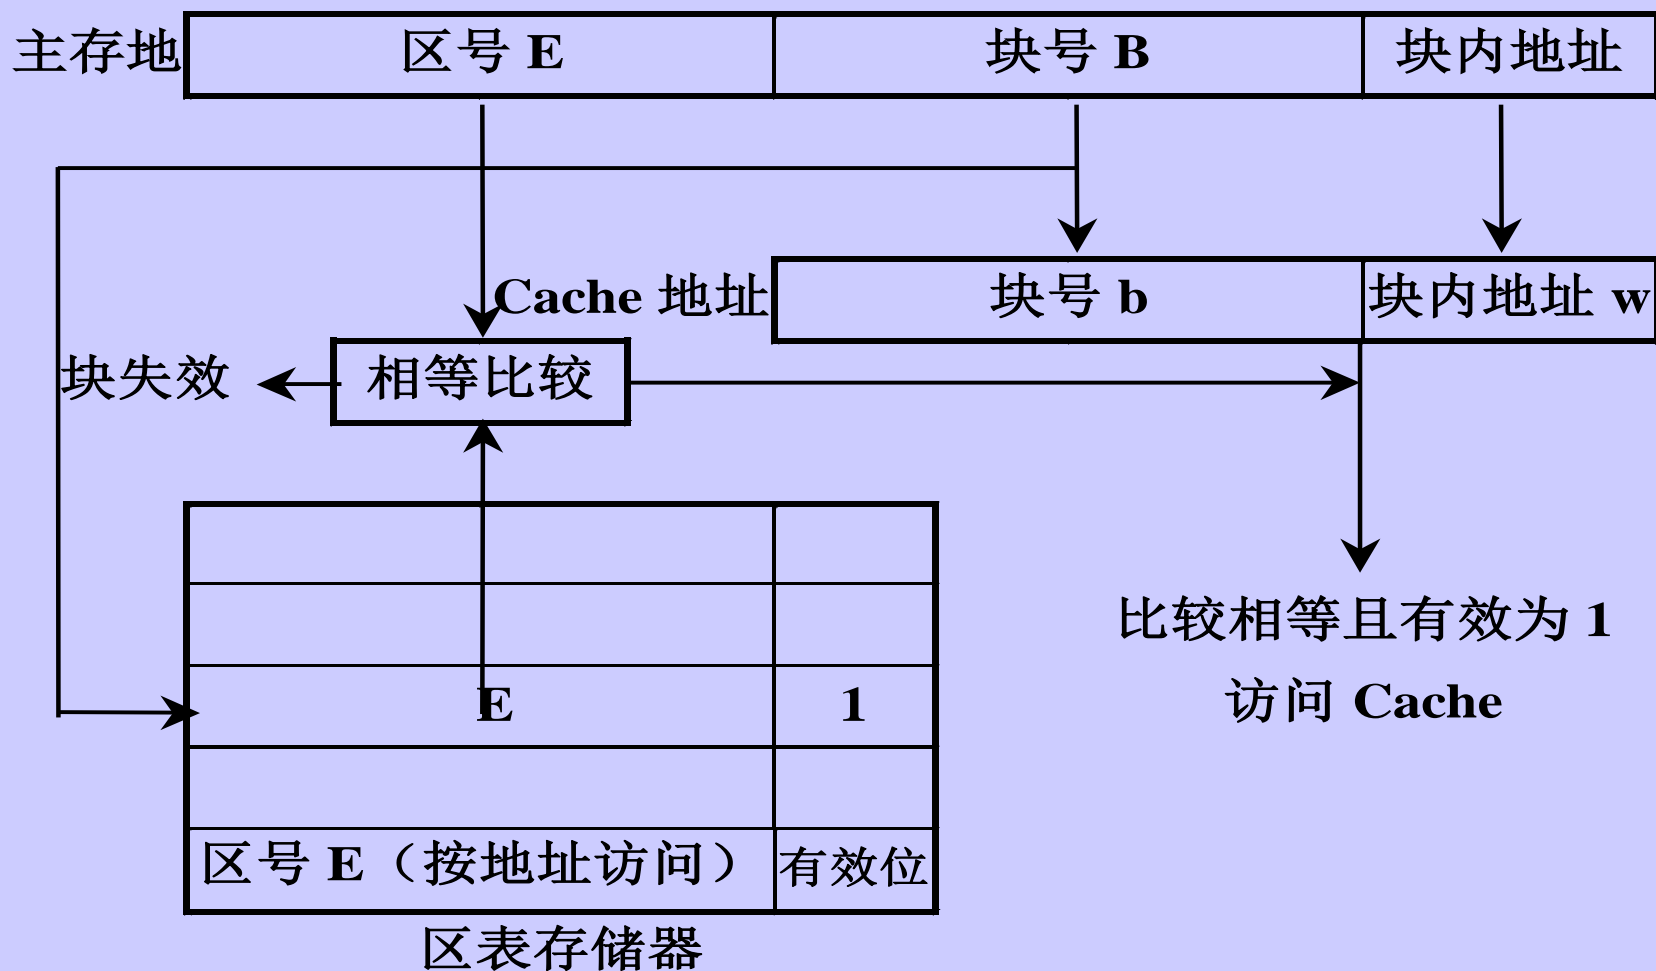 主存地
区号 E
块号 B
块内地址
Cache 地址
块号 b
块内地址 w
块失效
相等比较
比较相等且有效为 1
访问 Cache
E
1
区号 E（按地址访问）
有效位
区表存储器